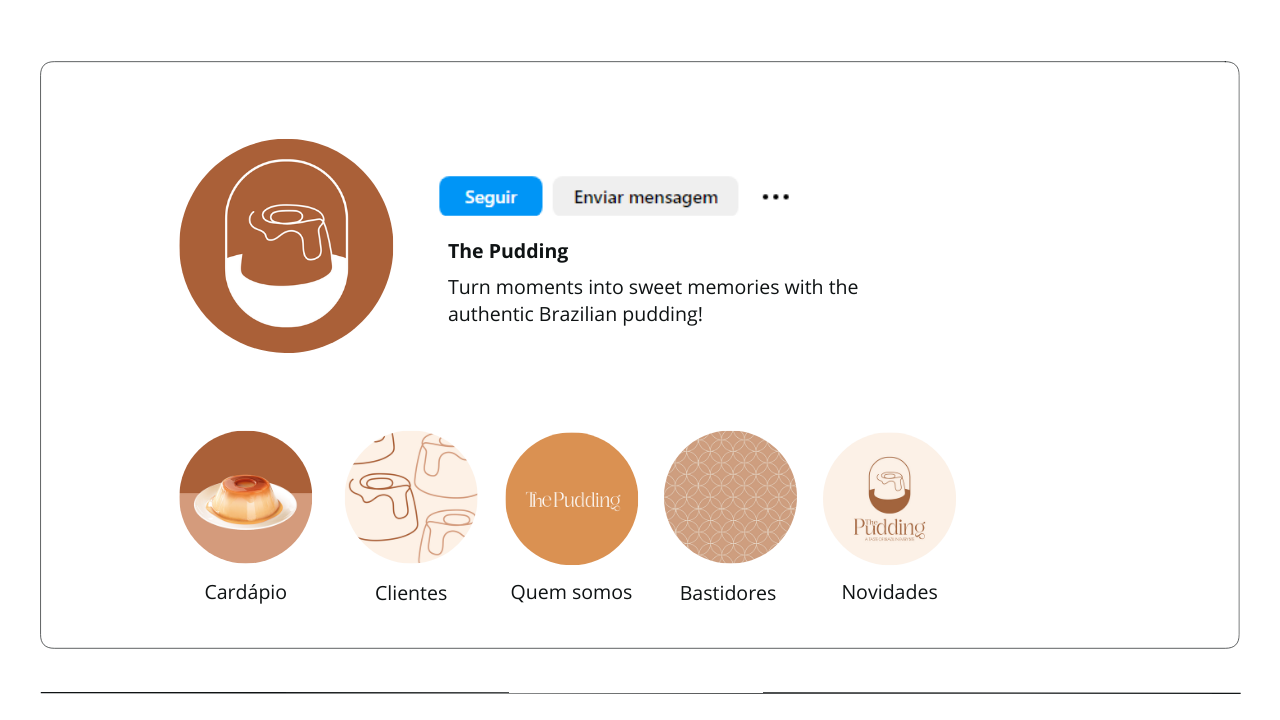 Seguir
Enviar mensagem
The Pudding
Turn moments into sweet memories with the
authentic Brazilian pudding!
The Pudding
The
Pudding
Cardápio
Clientes
Quem somos
Bastidores
Novidades